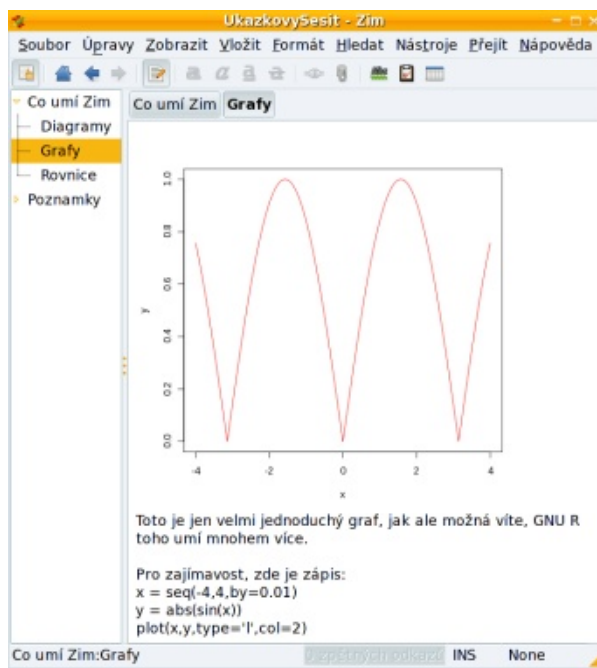 UkazkovySesit - Zim
Soubor Úpravy Zobrazit Vložit Formát Hledat Nástroje Přejít Nápověda
Co umí Zim
Diagramy
Grafy
Rovnice
Poznamky
Co umí Zim Grafy
1.0
0.8
0.6
0.4
0.2
0.0
y
-4 -2 0 2 4
x
Toto je jen velmi jednoduchý graf, jak ale možná víte, GNU R
toho umí mnohem více.
Pro zajímavost, zde je zápis:
x = seq(-4,4,by=0.01)
y = abs(sin(x))
plot(x,y,type='l',col=2)
Co umí Zim:Grafy 0 zpětných odkazů INS None